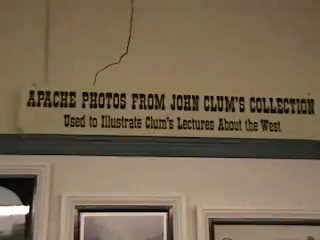 APACHE PHOTOS FROM JOHN CLUM'S COLLECTION
Used to Illustrate Clum's Lectures About the West